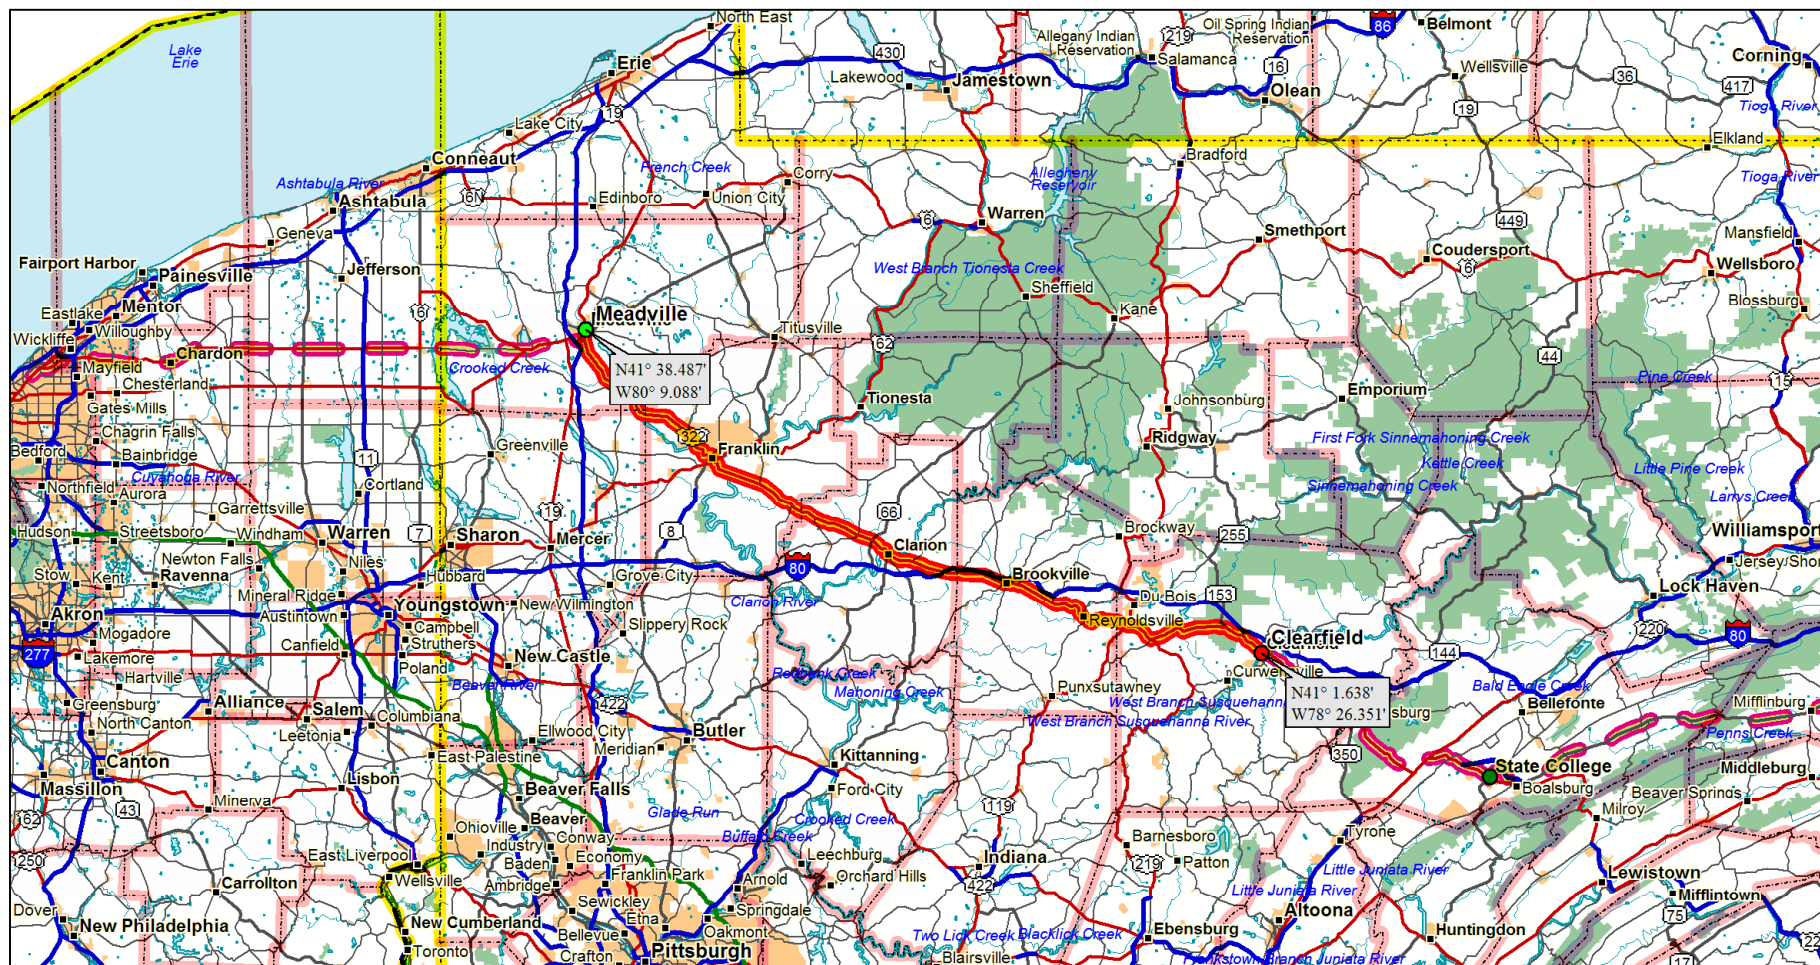 North East
Oil Spring Indian
Reservation
86
Belmont
Lake
Erie
Erie
430
Allegany Indian
Reservation
219
Salamanca
Wellsville
Corning
Lakewood
Jamestown
16
Olean
36
417
19
Tioga River
19
Lake City
Elkland
Conneaut
French Creek
Bradford
Corry
Allegheny
Reservoir
Tioga River
Ashtabula River
6N
Edinboro
Union City
Ashtabula
6
Warren
449
Geneva
Smethport
Mansfield
Coudersport
6
Fairport Harbor
Painesville
Jefferson
West Branch Tionesta Creek
Wellsboro
Sheffield
Mentor
Eastlake
6
Meadville
Kane
Blossburg
Willoughby
Wickliffe
Titusville
62
44
Chardon
Mayfield
Crooked Creek
N41° 38.487'
W80° 9.088'
Pine Creek
15
Chesterland
Emporium
Gates Mills
Tionesta
Johnsonburg
Chagrin Falls
322
Franklin
Ridgway
First Fork Sinnemahoning Creek
Bedford
Bainbridge
Greenville
11
Kettle Creek
Little Pine Creek
Cuyahoga River
Northfield
Aurora
Cortland
Sinnemahoning Creek
Larrys Creek
Garrettsville
19
66
Hudson
Streetsboro
Windham
Warren
7
Sharon
Mercer
8
Brockway
255
Williamsport
Newton Falls
Clarion
Niles
80
Jersey Shor
Stow
Kent
Ravenna
Hubbard
Grove City
Brookville
Lock Haven
Mineral Ridge
Du Bois
153
Clarion River
Akron
Austintown
Youngstown
New Wilmington
Reynoldsville
220
80
Mogadore
Campbell
Slippery Rock
Clearfield
277
Canfield
Struthers
144
Lakemore
Poland
New Castle
Redbank Creek
Curwensville
Hartville
Beaver River
Mahoning Creek
Punxsutawney
N41° 1.638'
W78° 26.351'
Bald Eagle Creek
Greensburg
Alliance
Salem
422
West Branch Susquehanna
sburg
Bellefonte
Mifflinburg
North Canton
Columbiana
West Branch Susquehanna River
Leetonia
Ellwood City
Butler
Penns Creek
Meridian
East Palestine
Kittanning
350
Canton
State College
Middleburg
Massillon
Lisbon
Beaver Falls
Ford City
Boalsburg
Beaver Springs
43
Minerva
Glade Run
119
Milroy
162
Beaver
Crooked Creek
Ohioville
Conway
Buffalo Creek
Barnesboro
Tyrone
250
Industry
East Liverpool
Baden
Economy
Leechburg
Indiana
219
Patton
Little Juniata River
Carrollton
Wellsville
Ambridge
Franklin Park
Arnold
Orchard Hills
422
Little Juniata River
Lewistown
Mifflintown
Dover
Sewickley
Springdale
Altoona
75
New Philadelphia
New Cumberland
Etna
Bellevue
Oakmont
Two Lick Creek
Blacklick Creek
Ebensburg
Huntingdon
Toronto
Crafton
Pittsburgh
Blairsville
Frankstown Branch Juniata River
17
22